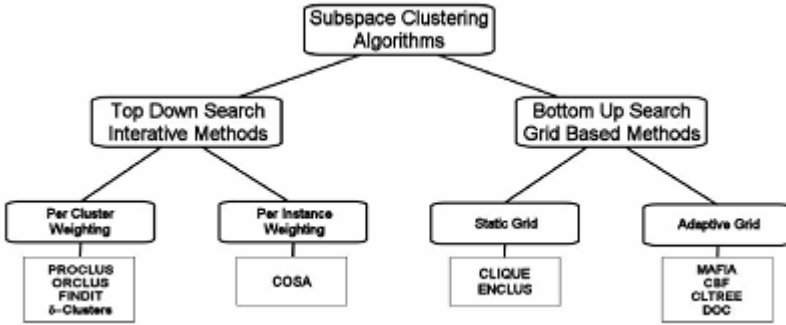 Subspace Clustering
Algorithms
Top Down Search
Interative Methods
Bottom Up Search
Grid Based Methods
Per Cluster
Weighting
Per Instance
Weighting
Static Grid
Adaptive Grid
PROCLUS
ORCLUS
FINDIT
δ-Clusters
COSA
CLIQUE
ENCLUS
MAFIA
CBF
CLTREE
DOC